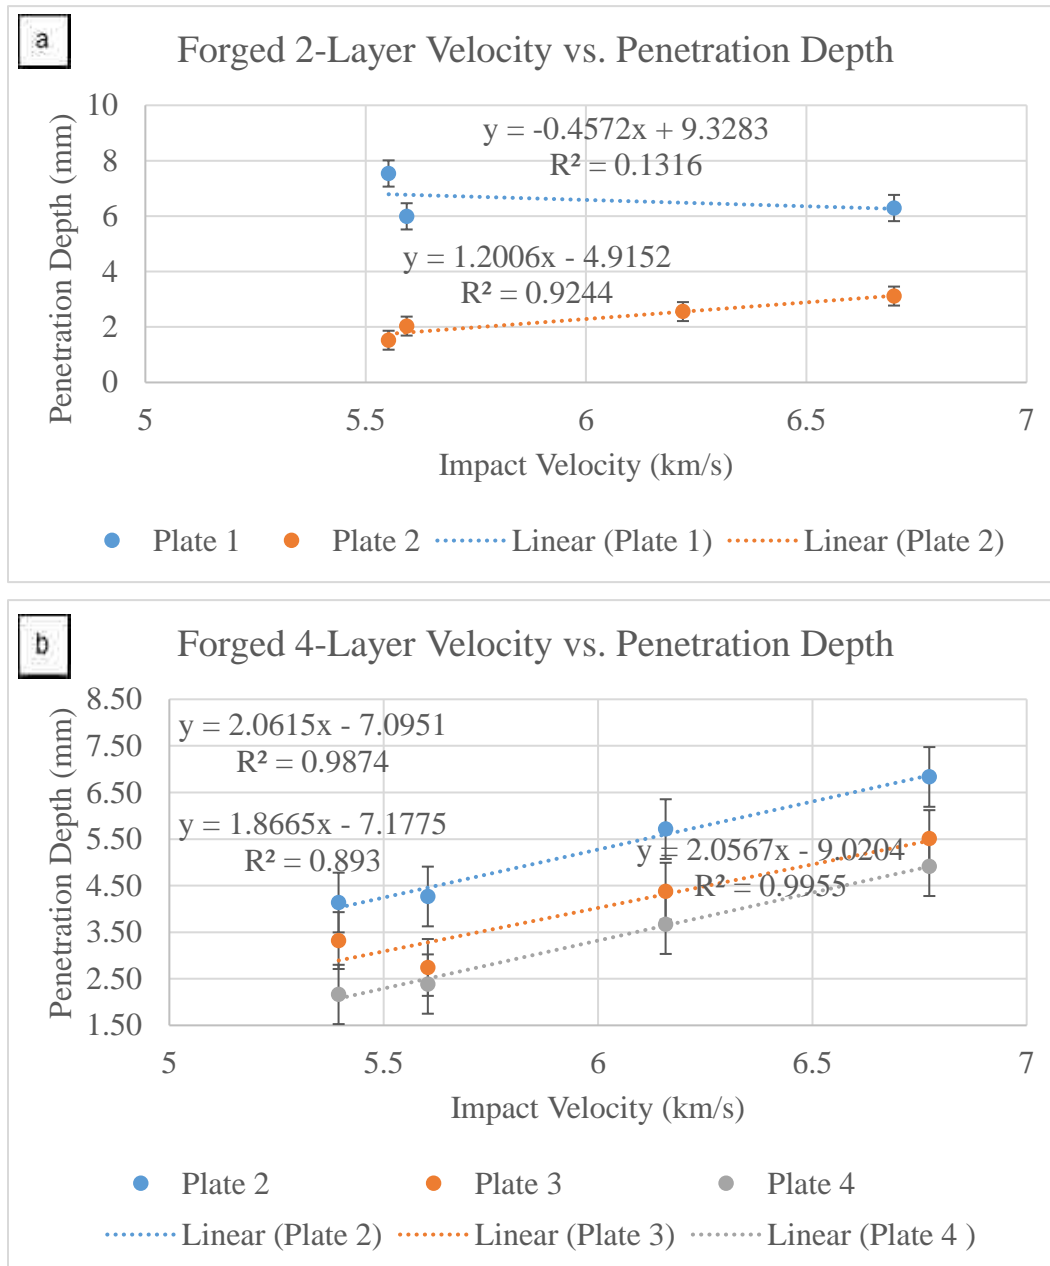 a
Forged 2-Layer Velocity vs. Penetration Depth
Penetration Depth (mm)
10
8
6
4
2
0
y = -0.4572x + 9.3283
R² = 0.1316
y = 1.2006x - 4.9152
R² = 0.9244
5 5.5 6 6.5 7
Impact Velocity (km/s)
Plate 1 Plate 2 Linear (Plate 1) Linear (Plate 2)
b
Forged 4-Layer Velocity vs. Penetration Depth
Penetration Depth (mm)
8.50
7.50
6.50
5.50
4.50
3.50
2.50
1.50
y = 2.0615x - 7.0951
R² = 0.9874
y = 1.8665x - 7.1775
R² = 0.893
y = 2.0567x - 9.0204
R² = 0.9955
5 5.5 6 6.5 7
Impact Velocity (km/s)
Plate 2 Plate 3 Plate 4
Linear (Plate 2) Linear (Plate 3) Linear (Plate 4 )